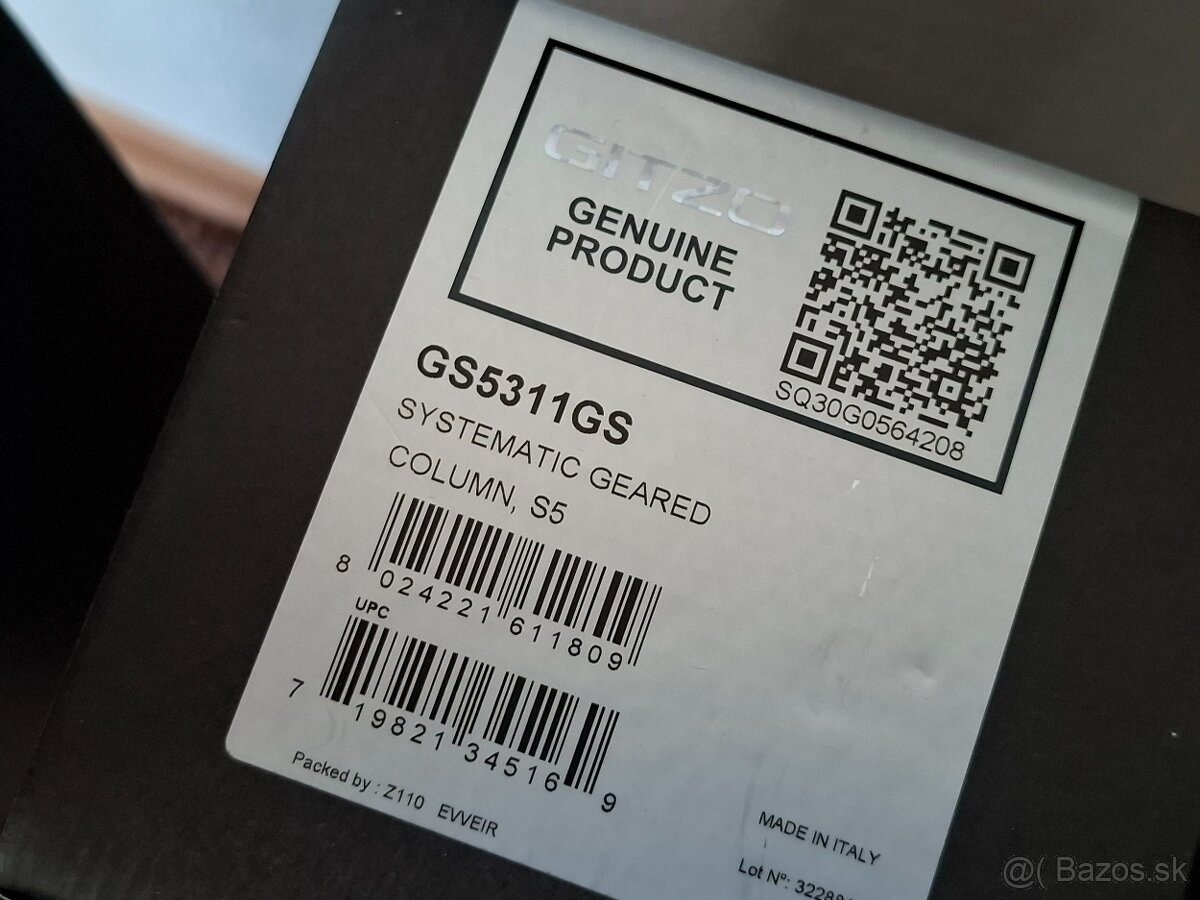 GITZO
GENUINE
PRODUCT
SQ30G0564208
GS5311GS
SYSTEMATIC GEARED
COLUMN, S5
8 024221 611809
UPC
7 19821 34516 9
Packed by : Z110 EVVEIR
MADE IN ITALY
Lot Nº:
@( Bazos.sk